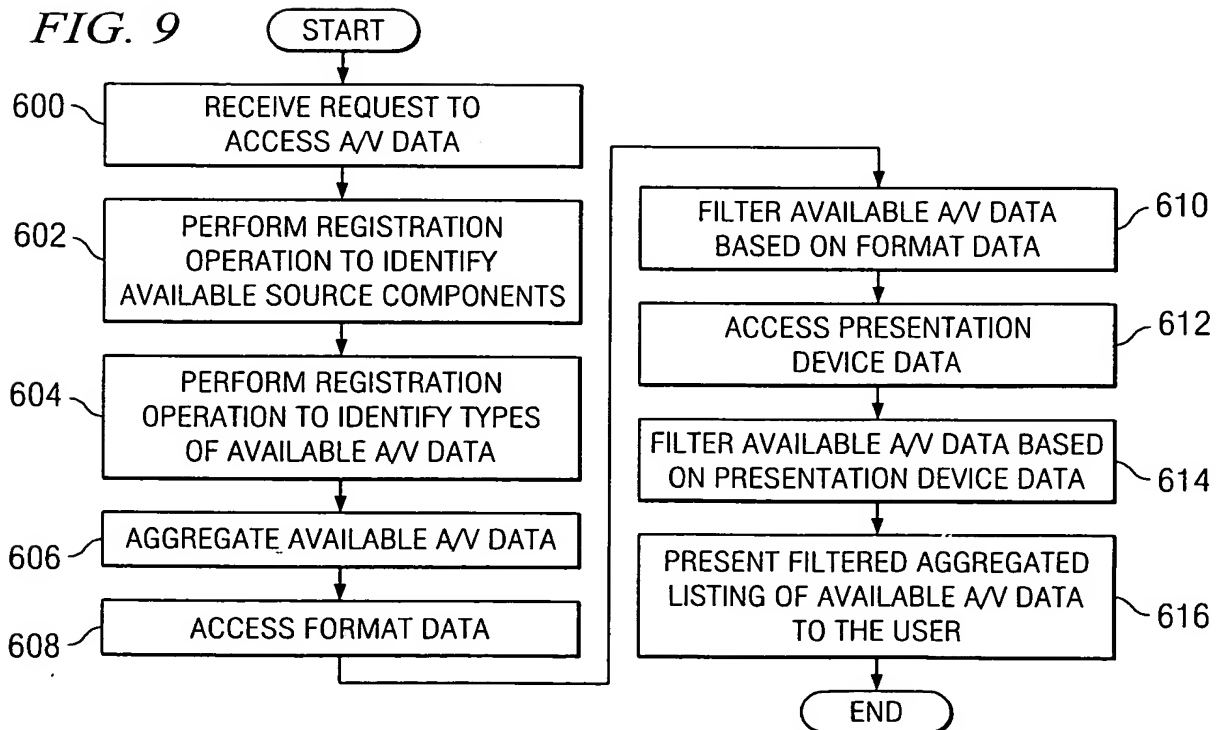 FIG. 9
START
600
RECEIVE REQUEST TO
ACCESS A/V DATA
602
PERFORM REGISTRATION
OPERATION TO IDENTIFY
AVAILABLE SOURCE COMPONENTS
604
PERFORM REGISTRATION
OPERATION TO IDENTIFY TYPES
OF AVAILABLE A/V DATA
606
AGGREGATE AVAILABLE A/V DATA
608
ACCESS FORMAT DATA
FILTER AVAILABLE A/V DATA
BASED ON FORMAT DATA
610
ACCESS PRESENTATION
DEVICE DATA
612
FILTER AVAILABLE A/V DATA BASED
ON PRESENTATION DEVICE DATA
614
PRESENT FILTERED AGGREGATED
LISTING OF AVAILABLE A/V DATA
TO THE USER
616
END